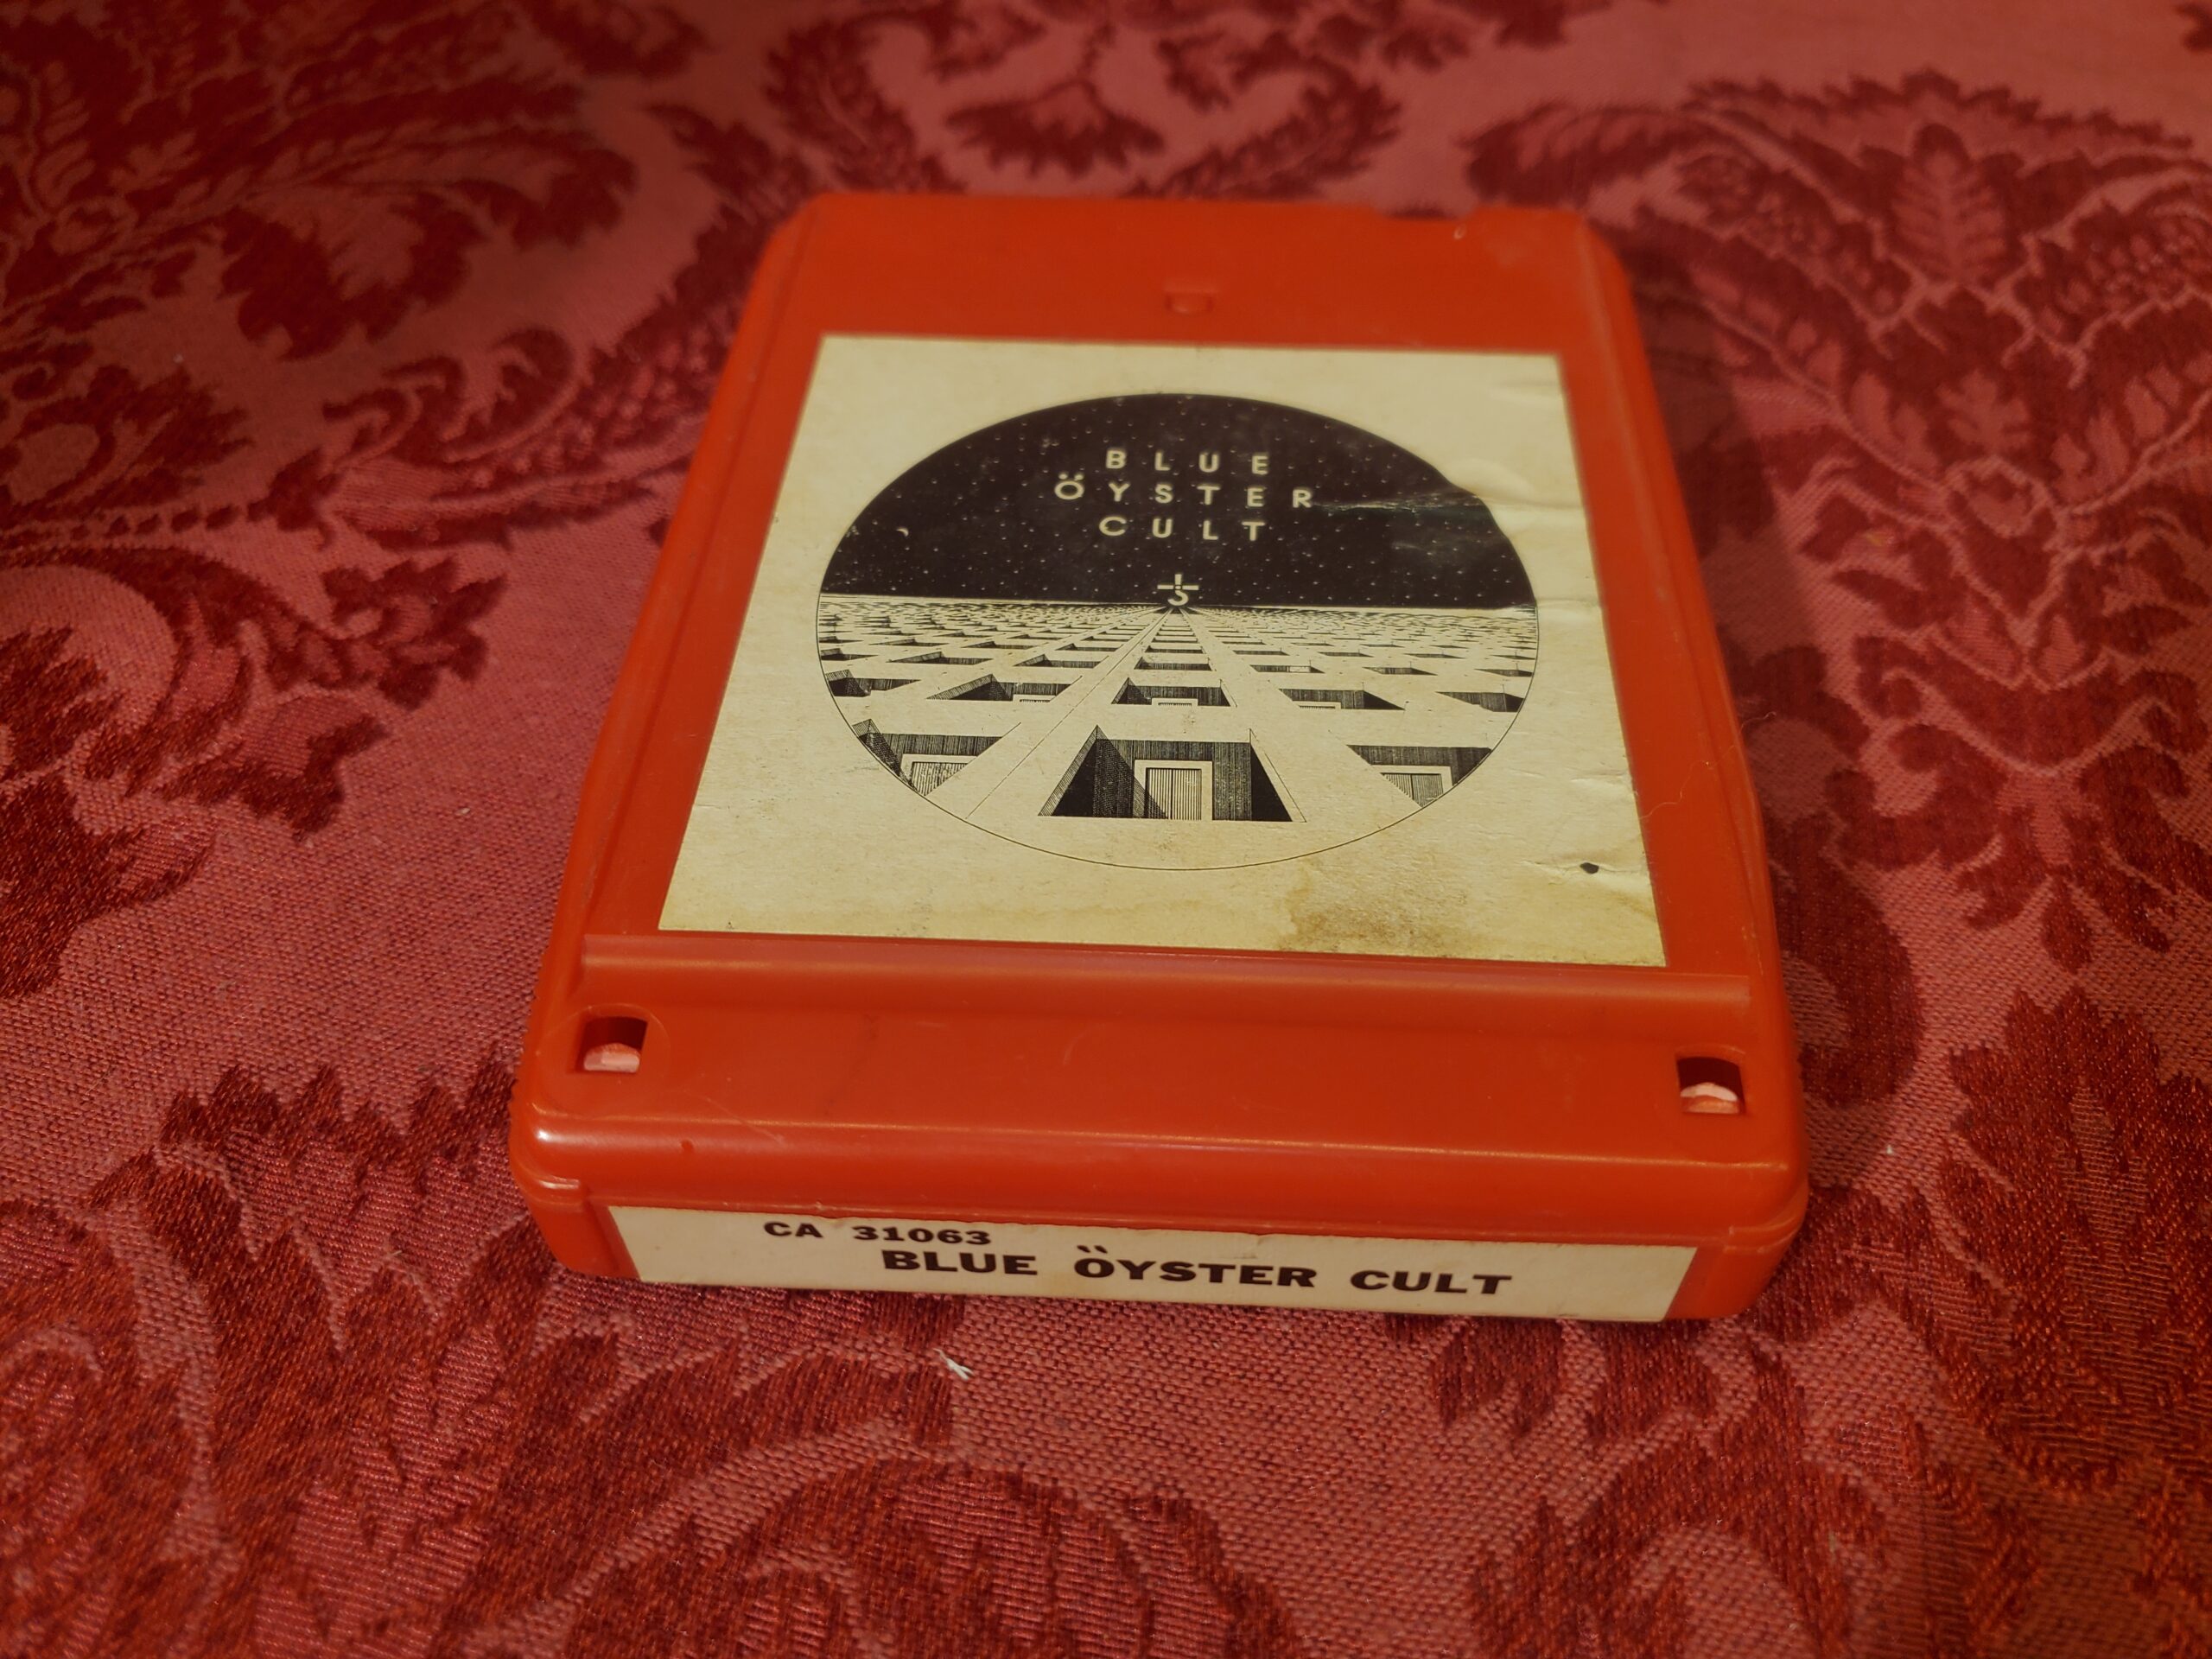 BLUE
ÖYSTER
CULT
CA 31063
BLUE ÖYSTER CULT